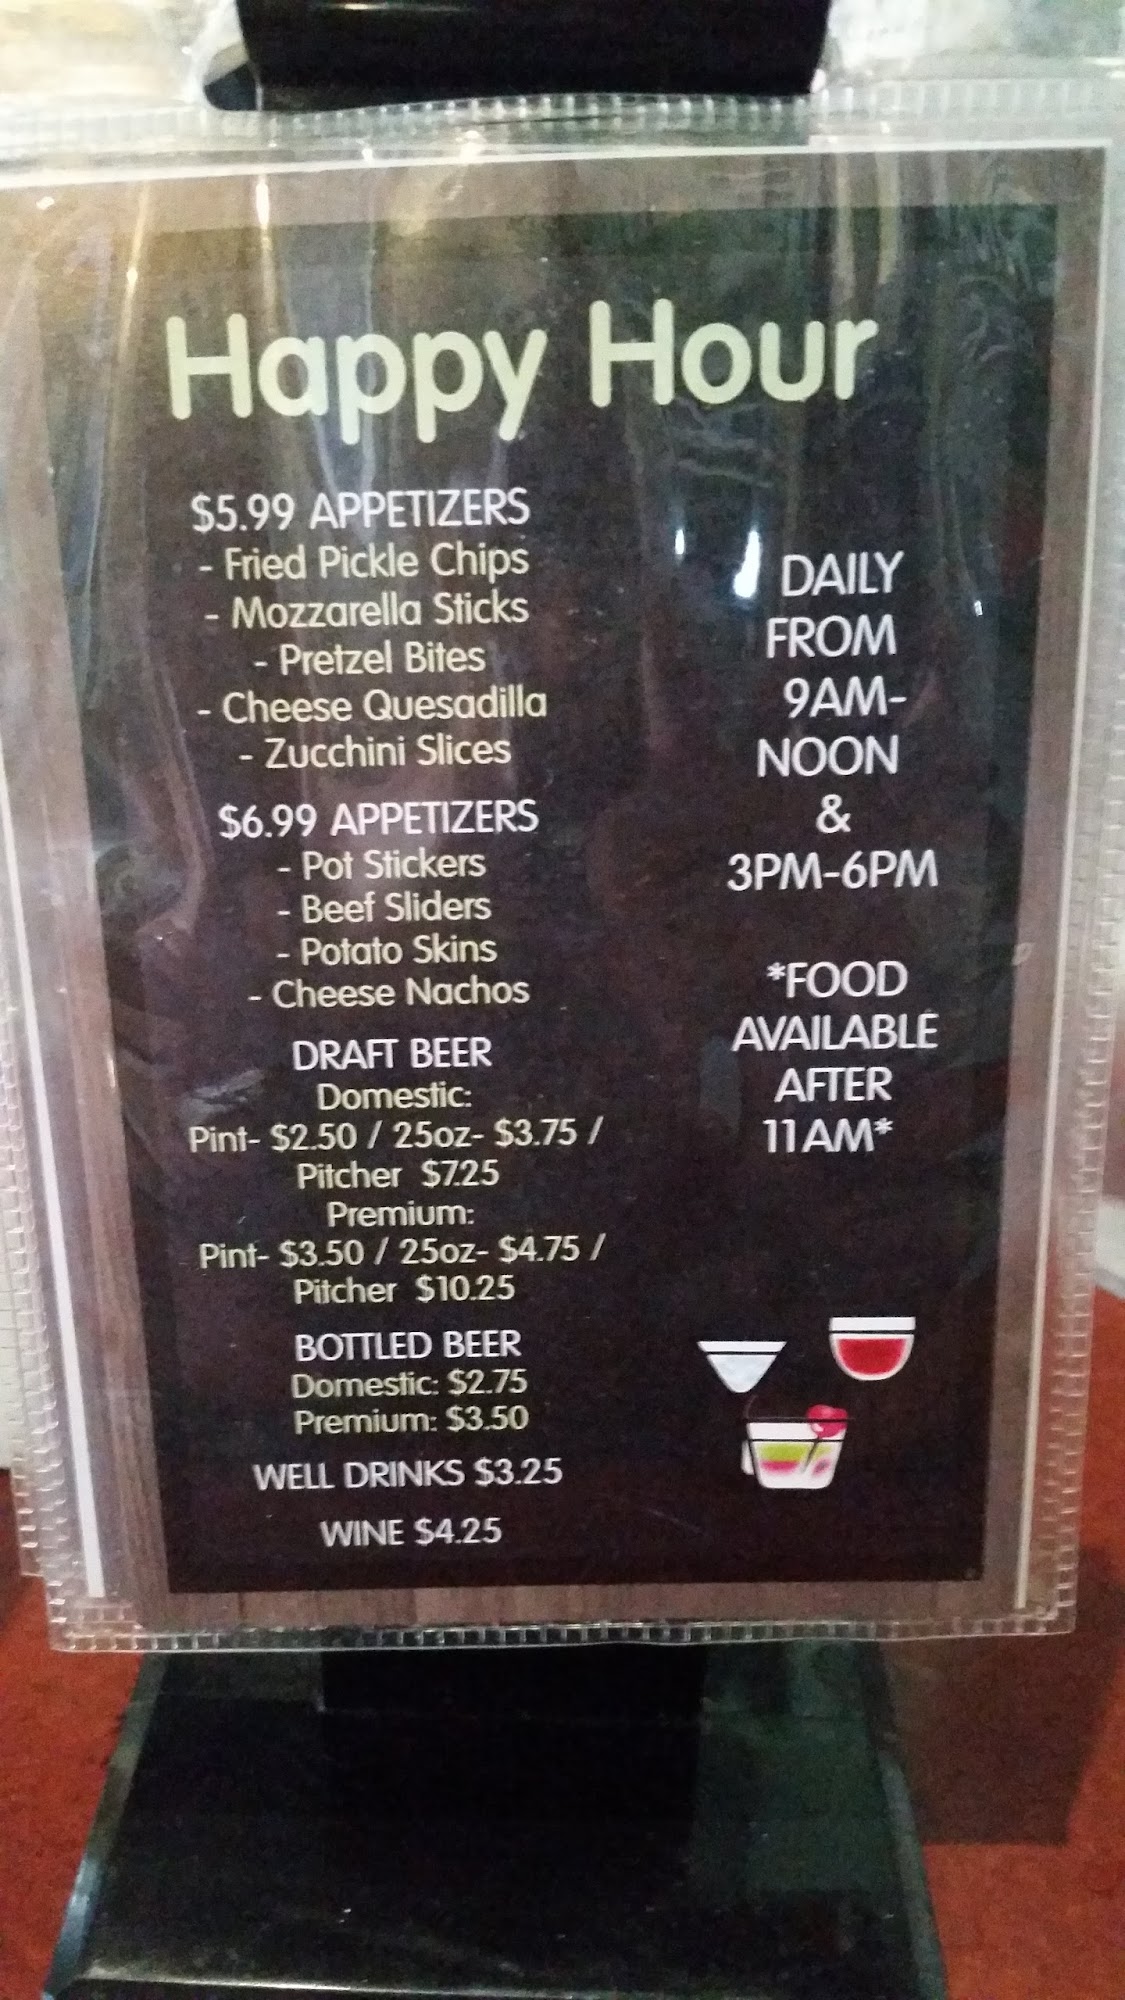 Happy Hour
$5.99 APPETIZERS
- Fried Pickle Chips
- Mozzarella Sticks
- Pretzel Bites
- Cheese Quesadilla
- Zucchini Slices
$6.99 APPETIZERS
- Pot Stickers
- Beef Sliders
- Potato Skins
- Cheese Nachos
DRAFT BEER
Domestic:
Pint- $2.50 / 25oz- $3.75 /
Pitcher $7.25
Premium:
Pint- $3.50 / 25oz- $4.75 /
Pitcher $10.25
BOTTLED BEER
Domestic: $2.75
Premium: $3.50
WELL DRINKS $3.25
WINE $4.25
DAILY
FROM
9AM-
NOON
&
3PM-6PM
*FOOD
AVAILABLE
AFTER
11AM*